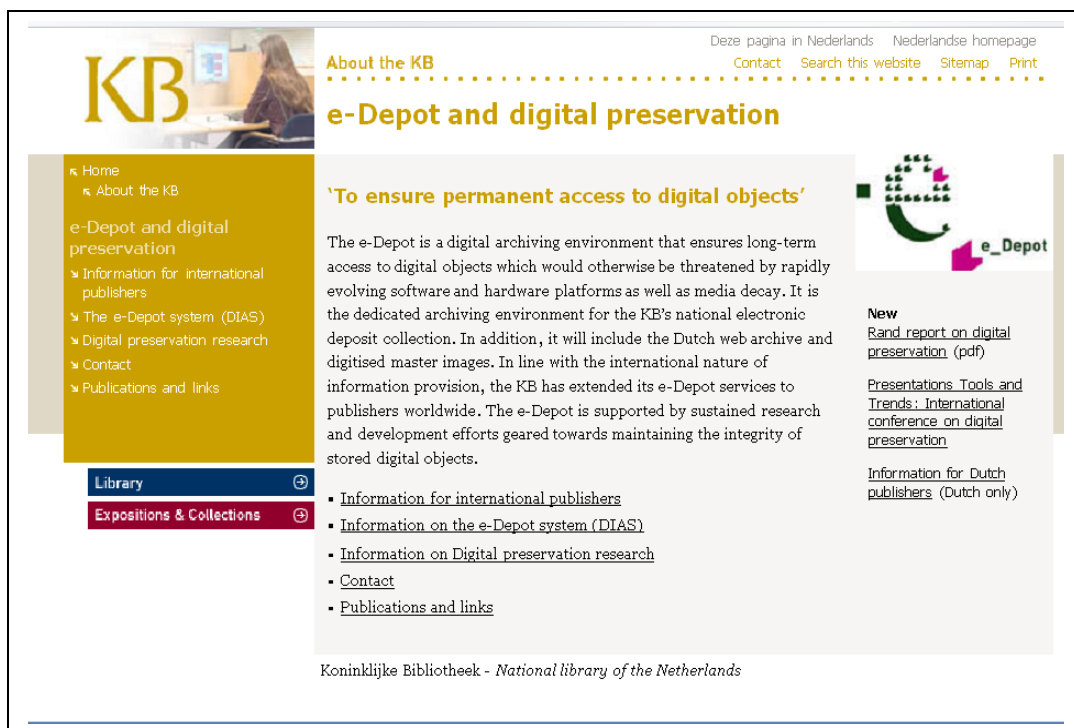 KB
Deze pagina in Nederlands Nederlandse homepage
About the KB
Contact Search this website Sitemap Print
e-Depot and digital preservation
Home
About the KB
e-Depot and digital
preservation
Information for international
publishers
The e-Depot system (DIAS)
Digital preservation research
Contact
Publications and links
Library
Expositions & Collections
'To ensure permanent access to digital objects'
The e-Depot is a digital archiving environment that ensures long-term
access to digital objects which would otherwise be threatened by rapidly
evolving software and hardware platforms as well as media decay. It is
the dedicated archiving environment for the KB's national electronic
deposit collection. In addition, it will include the Dutch web archive and
digitised master images. In line with the international nature of
information provision, the KB has extended its e-Depot services to
publishers worldwide. The e-Depot is supported by sustained research
and development efforts geared towards maintaining the integrity of
stored digital objects.
▪ Information for international publishers
▪ Information on the e-Depot system (DIAS)
▪ Information on Digital preservation research
▪ Contact
▪ Publications and links
e_Depot
New
Rand report on digital
preservation (pdf)
Presentations Tools and
Trends: International
conference on digital
preservation
Information for Dutch
publishers (Dutch only)
Koninklijke Bibliotheek - National library of the Netherlands